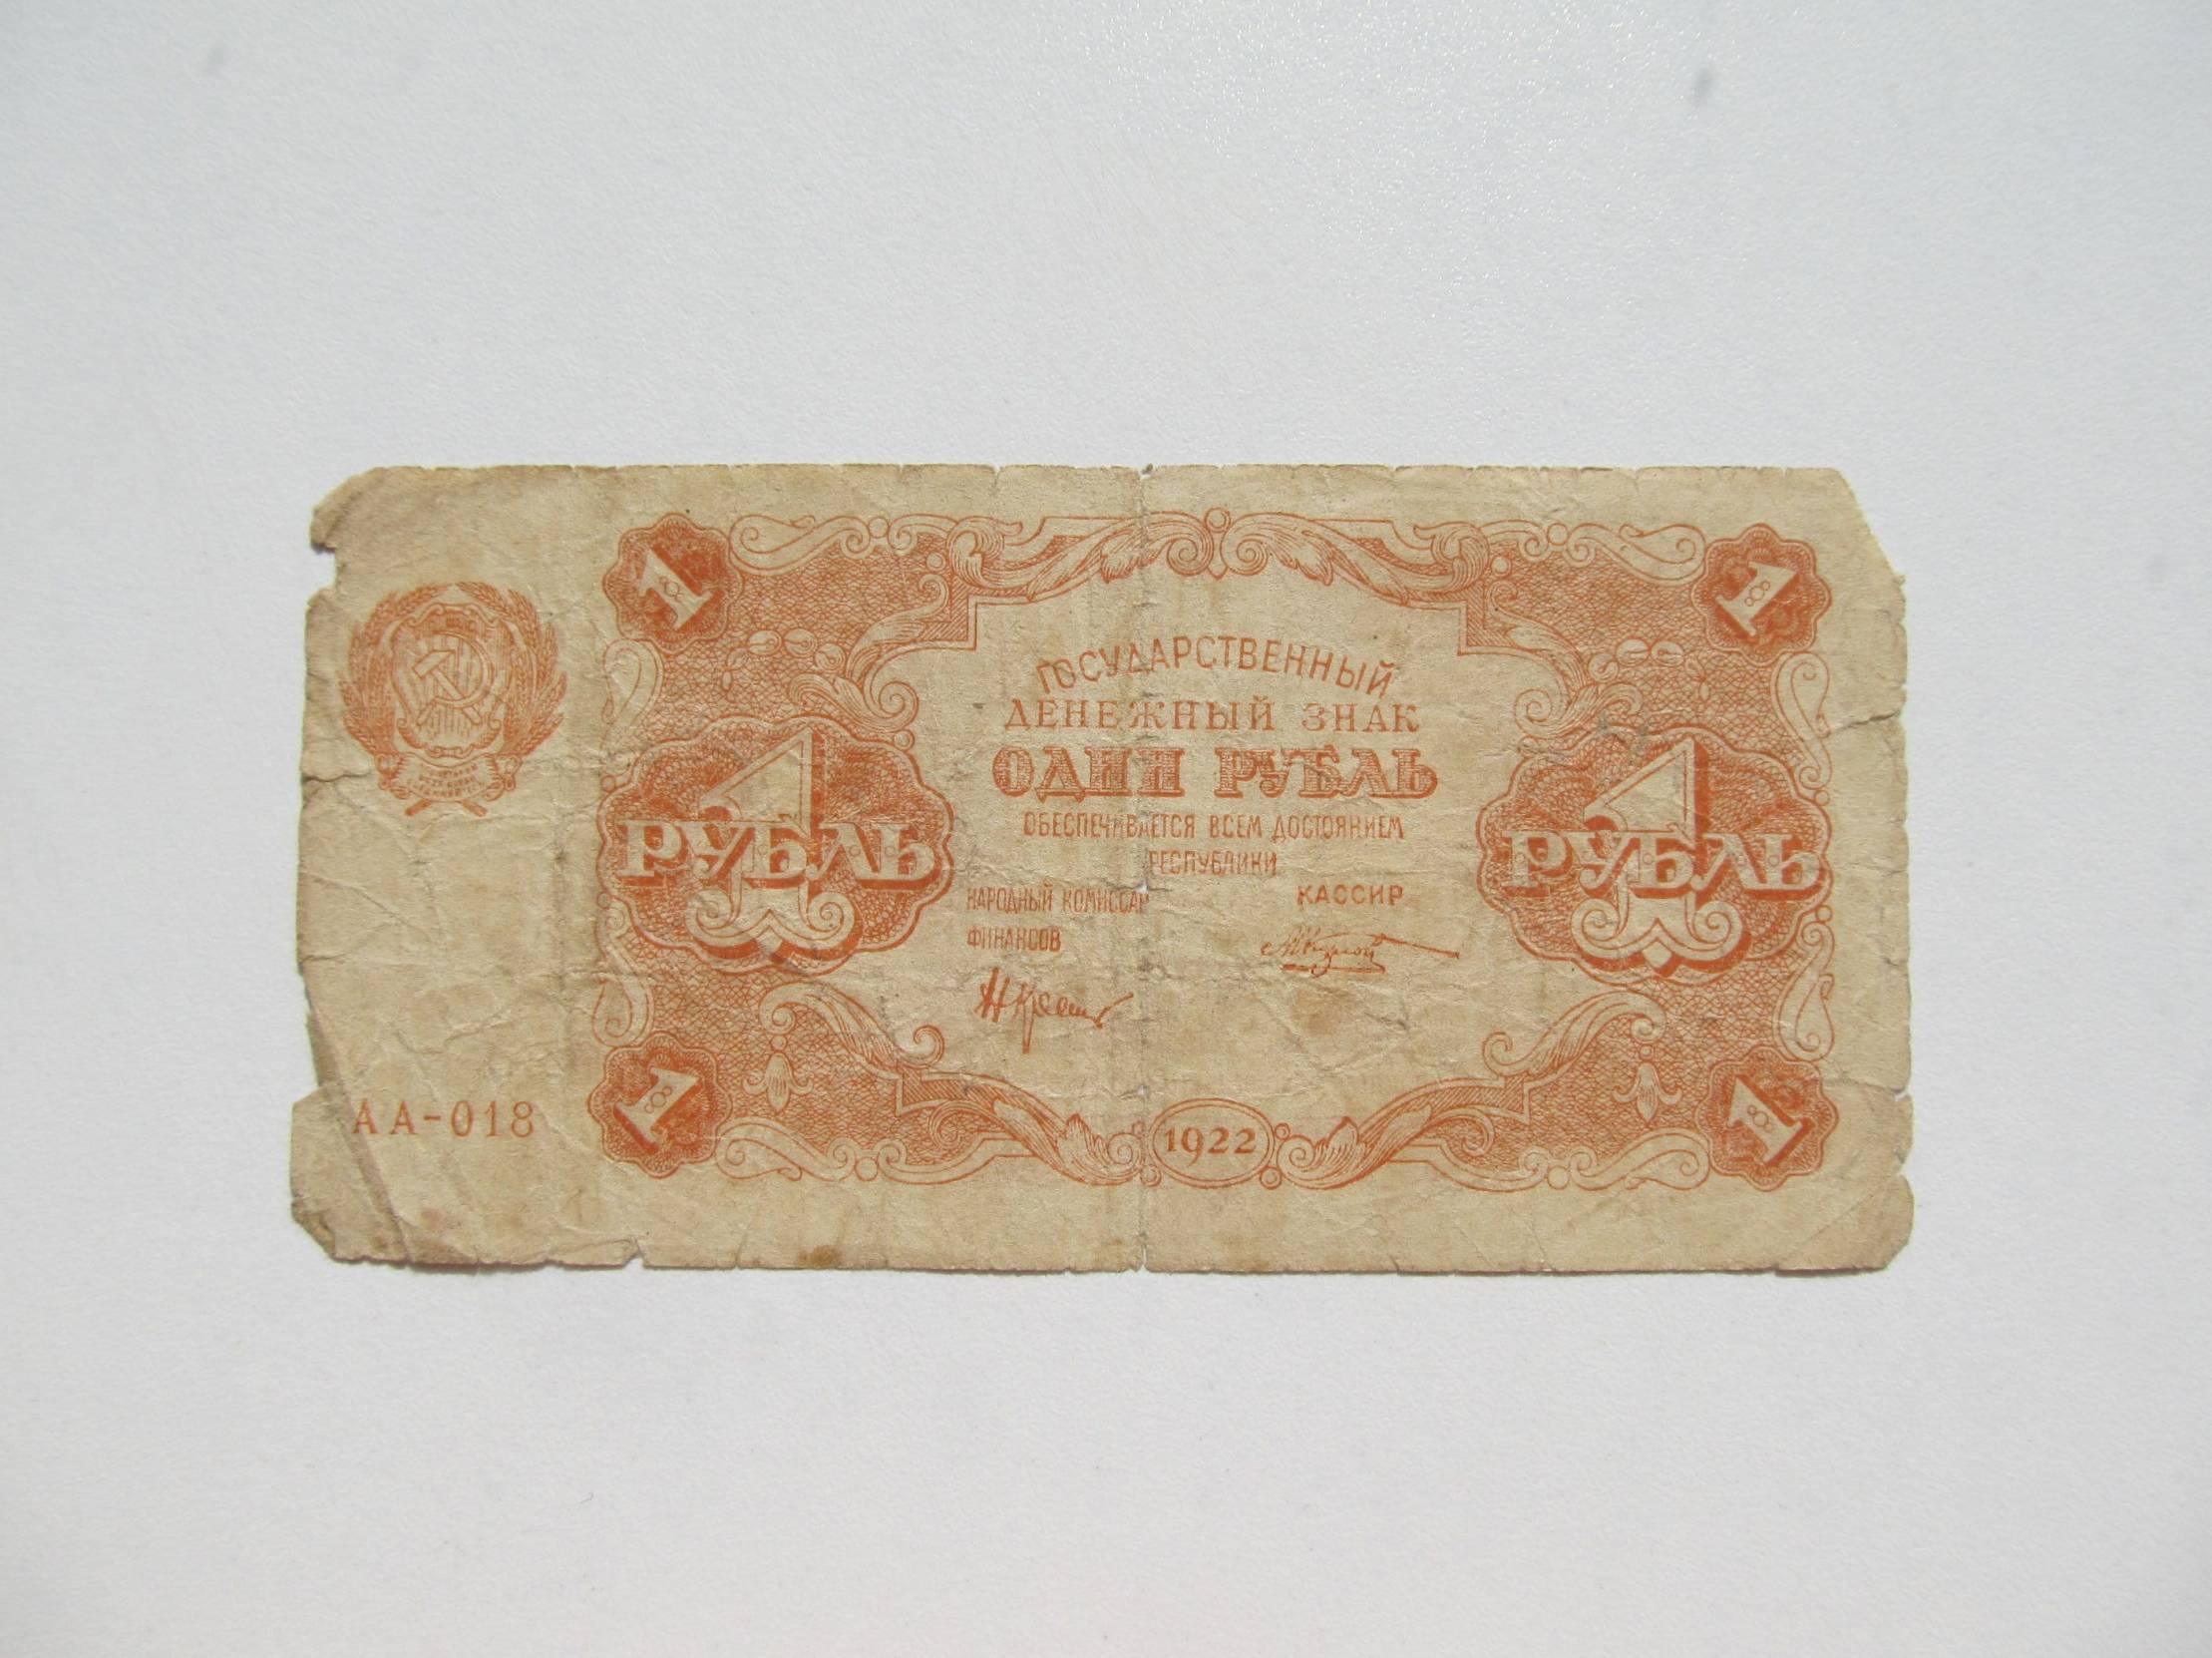 1
1
ГОСУДАРСТВЕННЫЙ
ДЕНЕЖНЫЙ ЗНАК
ОДИН РУБЛЬ
1
РУБЛЬ
1
РУБЛЬ
ОБЕСПЕЧИВАЕТСЯ ВСЕМ ДОСТОЯНИЕМ
РЕСПУБЛИКИ
НАРОДНЫЙ КОМИССАР
ФИНАНСОВ
КАССИР
АА-018
1
1922
1